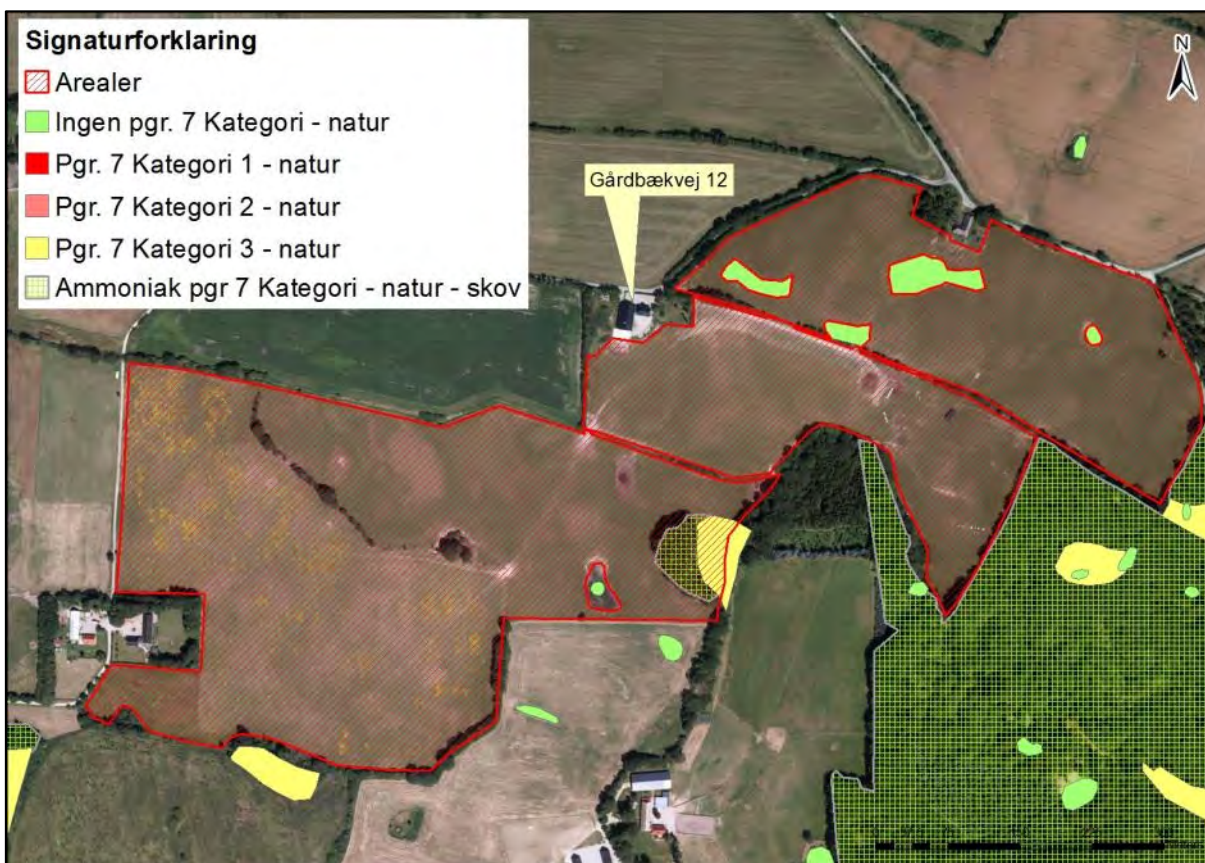 Signaturforklaring
Arealer
Ingen pgr. 7 Kategori - natur
Pgr. 7 Kategori 1 - natur
Pgr. 7 Kategori 2 - natur
Pgr. 7 Kategori 3 - natur
Ammoniak pgr 7 Kategori - natur - skov
N
Gårdbækvej 12